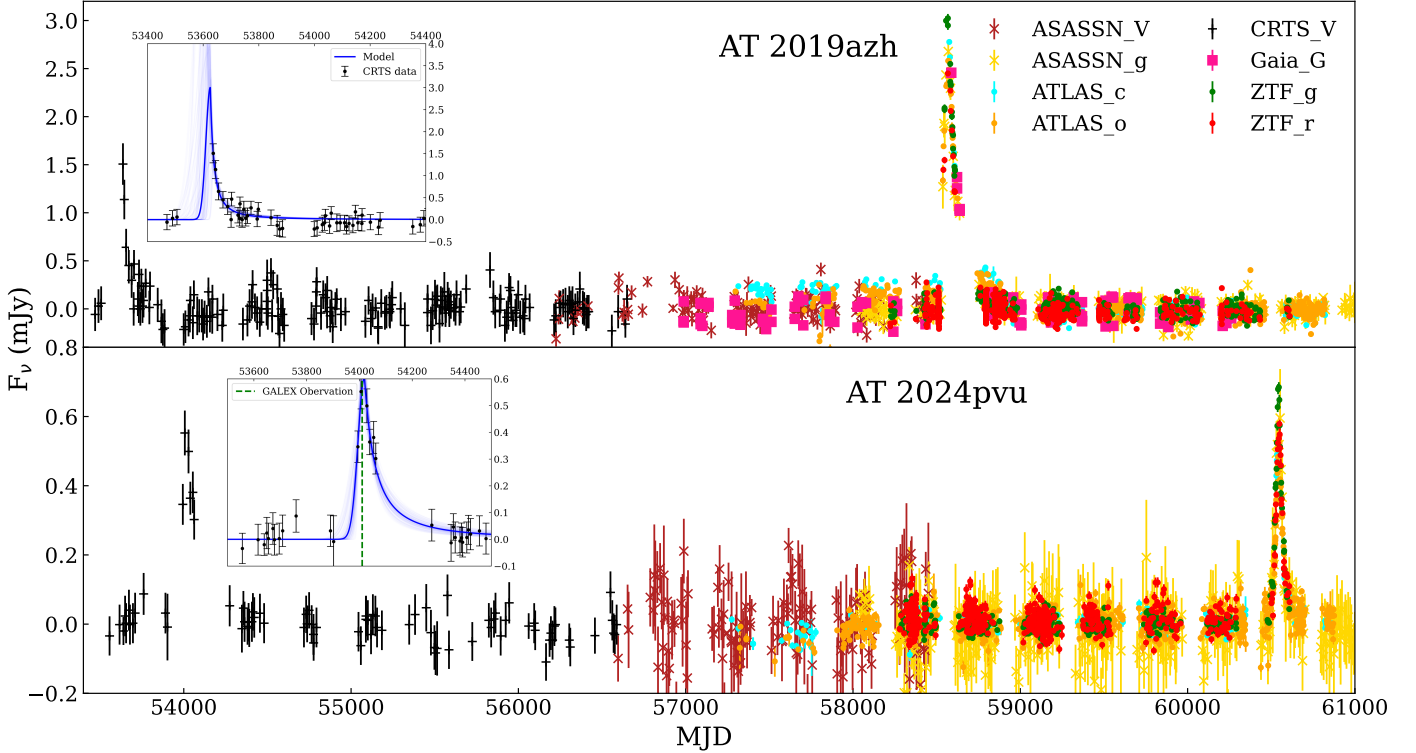 AT 2019azh
ASASSN_V
ASASSN_g
ATLAS_c
ATLAS_o
CRTS_V
Gaia_G
ZTF_g
ZTF_r
53400 53600 53800 54000 54200 54400
Model
CRTS data
4.0
3.5
3.0
2.5
2.0
1.5
1.0
0.5
0.0
−0.5
3.0
2.5
2.0
1.5
1.0
0.5
0.0
F_ν (mJy)
AT 2024pvu
53600 53800 54000 54200 54400
GALEX Obervation
0.6
0.5
0.4
0.3
0.2
0.1
0.0
−0.1
0.8
0.6
0.4
0.2
0.0
−0.2
54000 55000 56000 57000 58000 59000 60000 61000
MJD